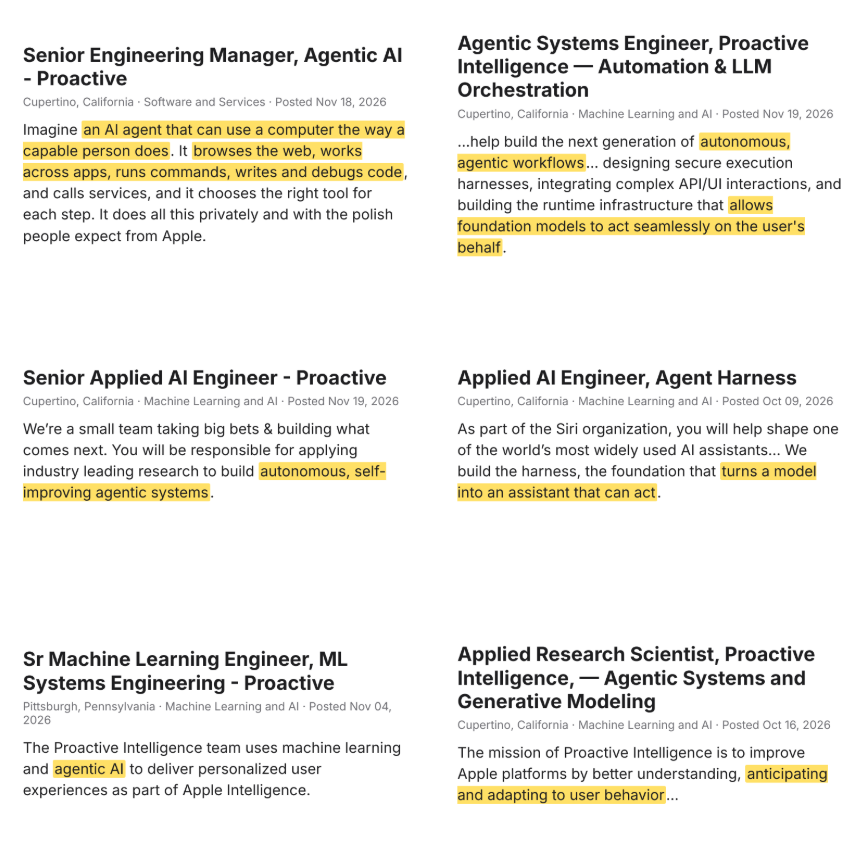 Senior Engineering Manager, Agentic AI
- Proactive
Cupertino, California · Software and Services · Posted Nov 18, 2026
Imagine an AI agent that can use a computer the way a
capable person does. It browses the web, works
across apps, runs commands, writes and debugs code,
and calls services, and it chooses the right tool for
each step. It does all this privately and with the polish
people expect from Apple.
Agentic Systems Engineer, Proactive
Intelligence — Automation & LLM
Orchestration
Cupertino, California · Machine Learning and AI · Posted Nov 19, 2026
...help build the next generation of autonomous,
agentic workflows... designing secure execution
harnesses, integrating complex API/UI interactions, and
building the runtime infrastructure that allows
foundation models to act seamlessly on the user's
behalf.
Senior Applied AI Engineer - Proactive
Cupertino, California · Machine Learning and AI · Posted Nov 19, 2026
We’re a small team taking big bets & building what
comes next. You will be responsible for applying
industry leading research to build autonomous, self-
improving agentic systems.
Applied AI Engineer, Agent Harness
Cupertino, California · Machine Learning and AI · Posted Oct 09, 2026
As part of the Siri organization, you will help shape one
of the world’s most widely used AI assistants... We
build the harness, the foundation that turns a model
into an assistant that can act.
Sr Machine Learning Engineer, ML
Systems Engineering - Proactive
Pittsburgh, Pennsylvania · Machine Learning and AI · Posted Nov 04,
2026
The Proactive Intelligence team uses machine learning
and agentic AI to deliver personalized user
experiences as part of Apple Intelligence.
Applied Research Scientist, Proactive
Intelligence, — Agentic Systems and
Generative Modeling
Cupertino, California · Machine Learning and AI · Posted Oct 16, 2026
The mission of Proactive Intelligence is to improve
Apple platforms by better understanding, anticipating
and adapting to user behavior...